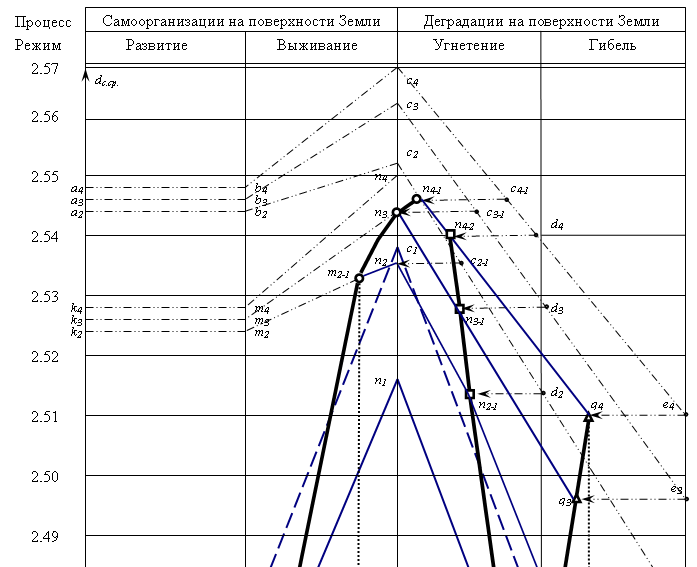 Процесс Самоорганизации на поверхности Земли Деградации на поверхности Земли
Режим Развитие Выживание Угнетение Гибель
2.57
dс.ср.
c4
2.56 c3
c2
2.55 n4
a4 b4 n4-1 c4-1
a3 b3
a2 b2 n3 c3-1
n4-2 d4
2.54
c1
n2 c2-1
m2-1
2.53
k4 m4 d3
k3 m3 n3-1
k2 m2
2.52
n1
d2
n2-1 q4 e4
2.51
2.50 e3
q3
2.49